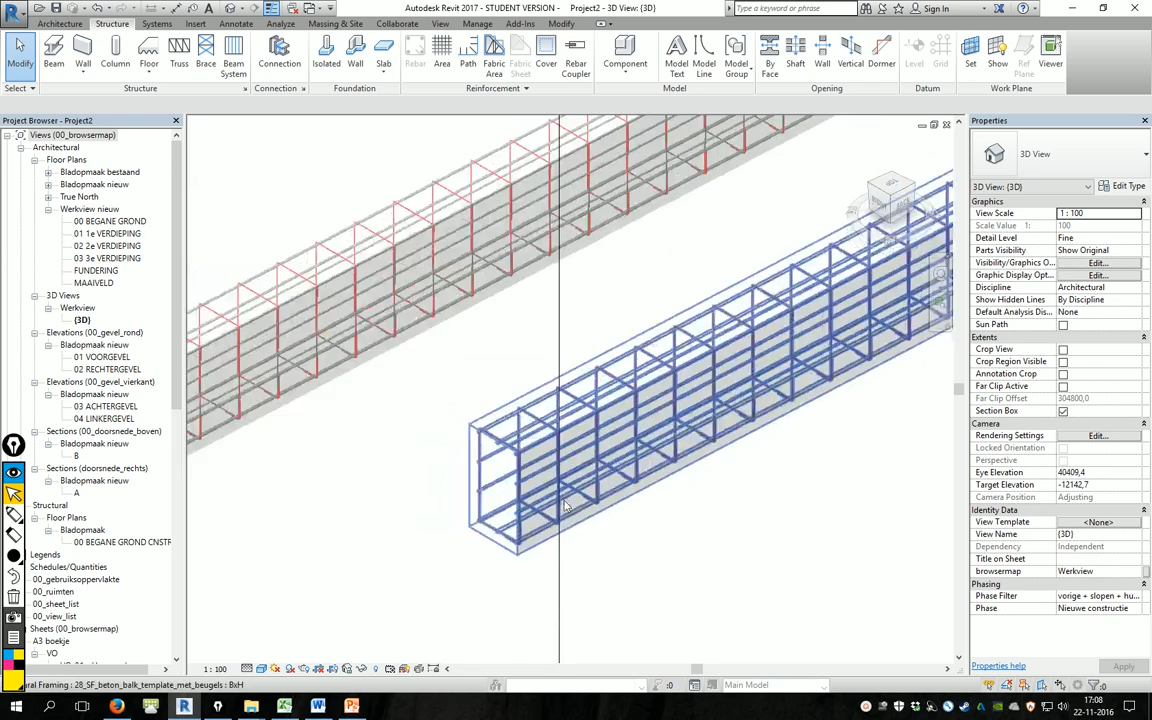 Autodesk Revit 2017 - STUDENT VERSION - Project2 - 3D View: {3D}
Type a keyword or phrase
Sign In
Architecture Structure Systems Insert Annotate Analyze Massing & Site Collaborate View Manage Add-Ins Modify
Modify Beam Wall Column Floor Truss Brace Beam System Connection Isolated Wall Slab Rebar Area Path Fabric Area Fabric Sheet Cover Rebar Coupler Component Model Text Model Line Model Group By Face Shaft Wall Vertical Dormer Level Grid Set Show Ref Plane Viewer
Select Structure Connection Foundation Reinforcement Model Opening Datum Work Plane
Project Browser - Project2
Views (00_browsermap)
Architectural
Floor Plans
Bladopmaak bestaand
Bladopmaak nieuw
True North
Werkview nieuw
00 BEGANE GROND
01 1e VERDIEPING
02 2e VERDIEPING
03 3e VERDIEPING
FUNDERING
MAAIVELD
3D Views
Werkview
{3D}
Elevations (00_gevel_rond)
Bladopmaak nieuw
01 VOORGEVEL
02 RECHTERGEVEL
Elevations (00_gevel_vierkant)
Bladopmaak nieuw
03 ACHTERGEVEL
04 LINKERGEVEL
Sections (00_doorsnede_boven)
Bladopmaak nieuw
B
Sections (doorsnede_rechts)
Bladopmaak nieuw
A
Structural
Floor Plans
Bladopmaak
00 BEGANE GROND CNSTR
Legends
Schedules/Quantities
00_gebruiksoppervlakte
00_ruimten
00_sheet_list
00_view_list
Sheets (00_browsermap)
A3 boekje
VO
Properties
3D View
3D View: {3D}
Edit Type
Graphics
View Scale 1 : 100
Scale Value 1: 100
Detail Level Fine
Parts Visibility Show Original
Visibility/Graphics O... Edit...
Graphic Display Opt... Edit...
Discipline Architectural
Show Hidden Lines By Discipline
Default Analysis Dis... None
Sun Path
Extents
Crop View
Crop Region Visible
Annotation Crop
Far Clip Active
Far Clip Offset 304800,0
Section Box
Camera
Rendering Settings Edit...
Locked Orientation
Perspective
Eye Elevation 40409,4
Target Elevation -12142,7
Camera Position Adjusting
Identity Data
View Template <None>
View Name {3D}
Dependency Independent
Title on Sheet
browsermap Werkview
Phasing
Phase Filter vorige + slopen + hu...
Phase Nieuwe constructie
Properties help
Apply
1 : 100
ral Framing : 28_SF_beton_balk_template_met_beugels : BxH
:0
Main Model
:0
17:08
22-11-2016